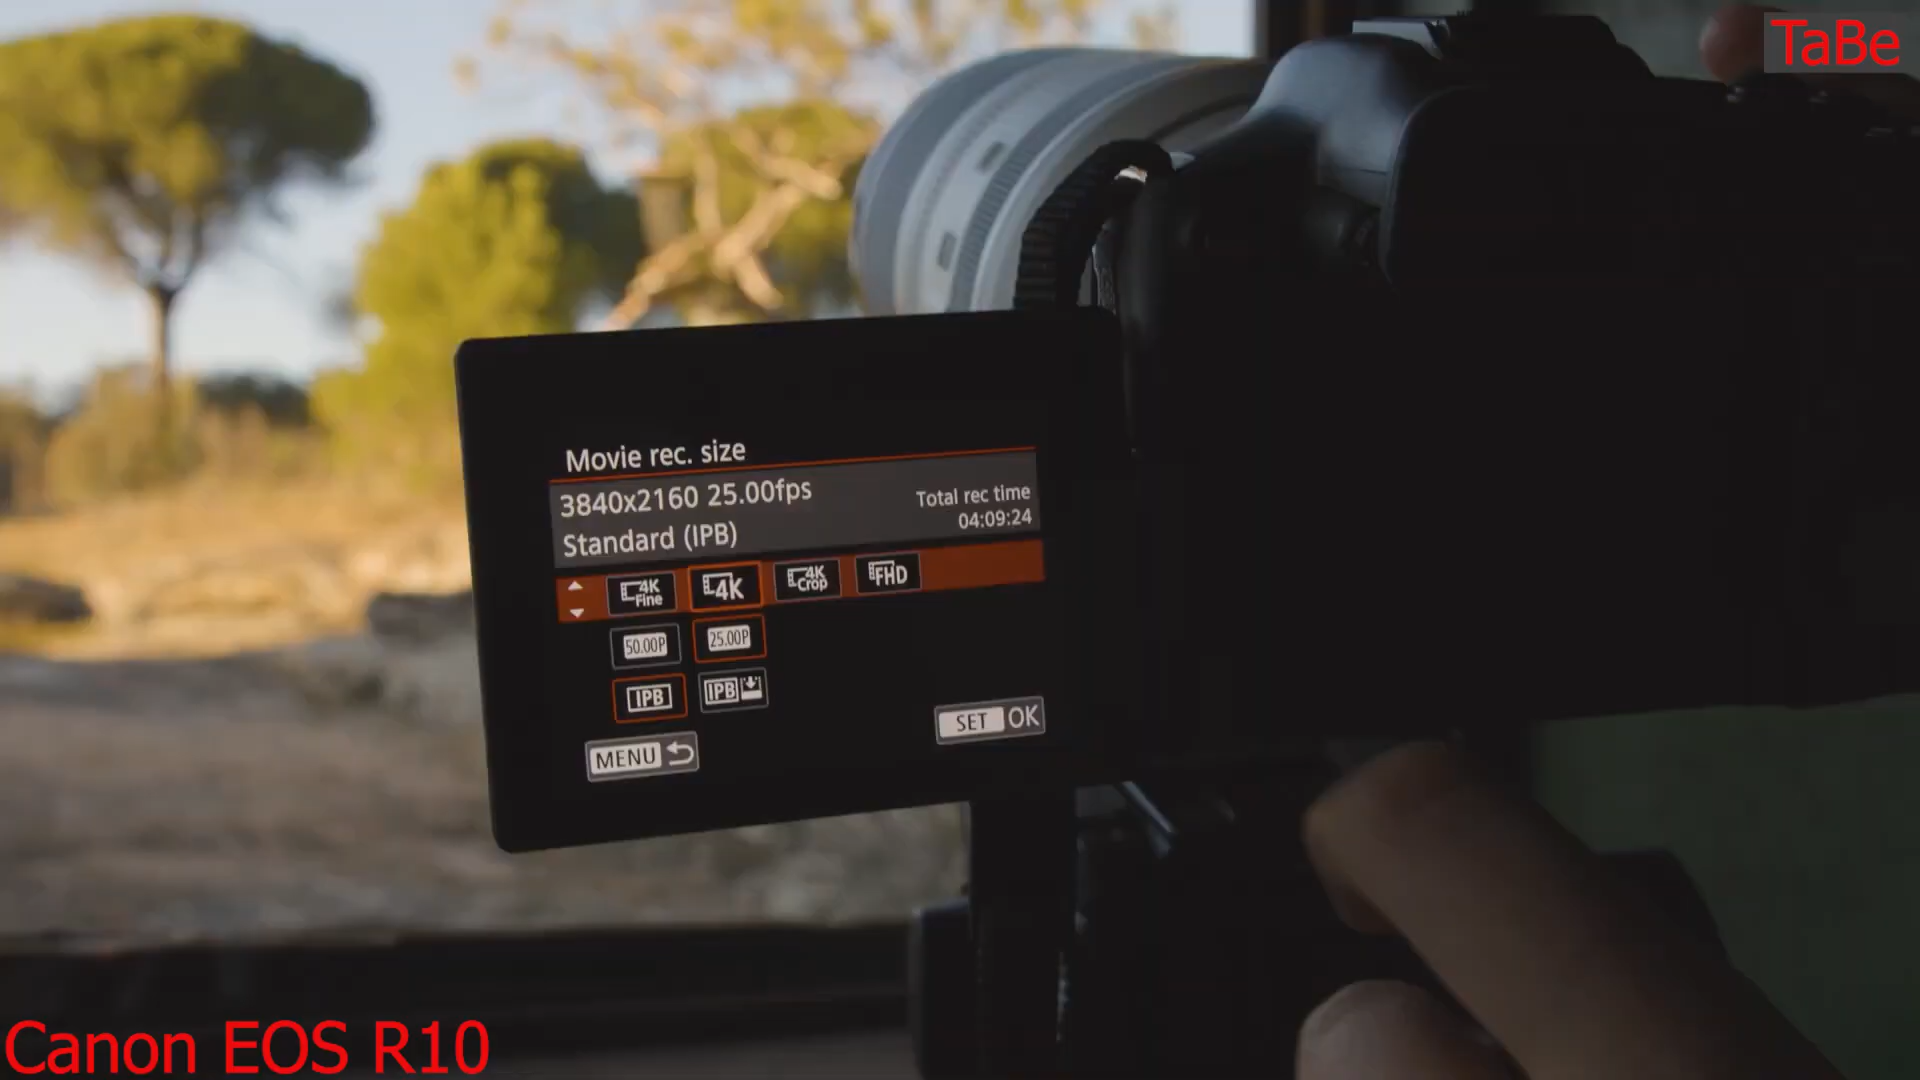 TaBe
Movie rec. size
3840x2160 25.00fps
Total rec time
Standard (IPB)
04:09:24
4K Fine 4K 4K Crop FHD
50.00P 25.00P
IPB IPB
MENU SET OK
Canon EOS R10